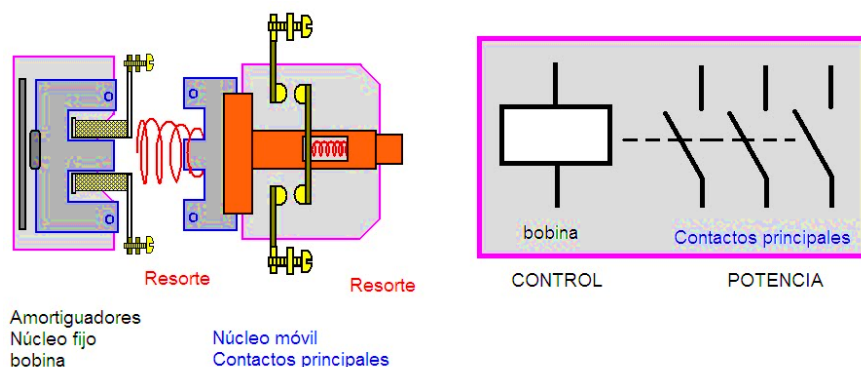 Resorte
Resorte
Amortiguadores
Núcleo fijo
bobina
Núcleo móvil
Contactos principales
bobina
Contactos principales
CONTROL
POTENCIA